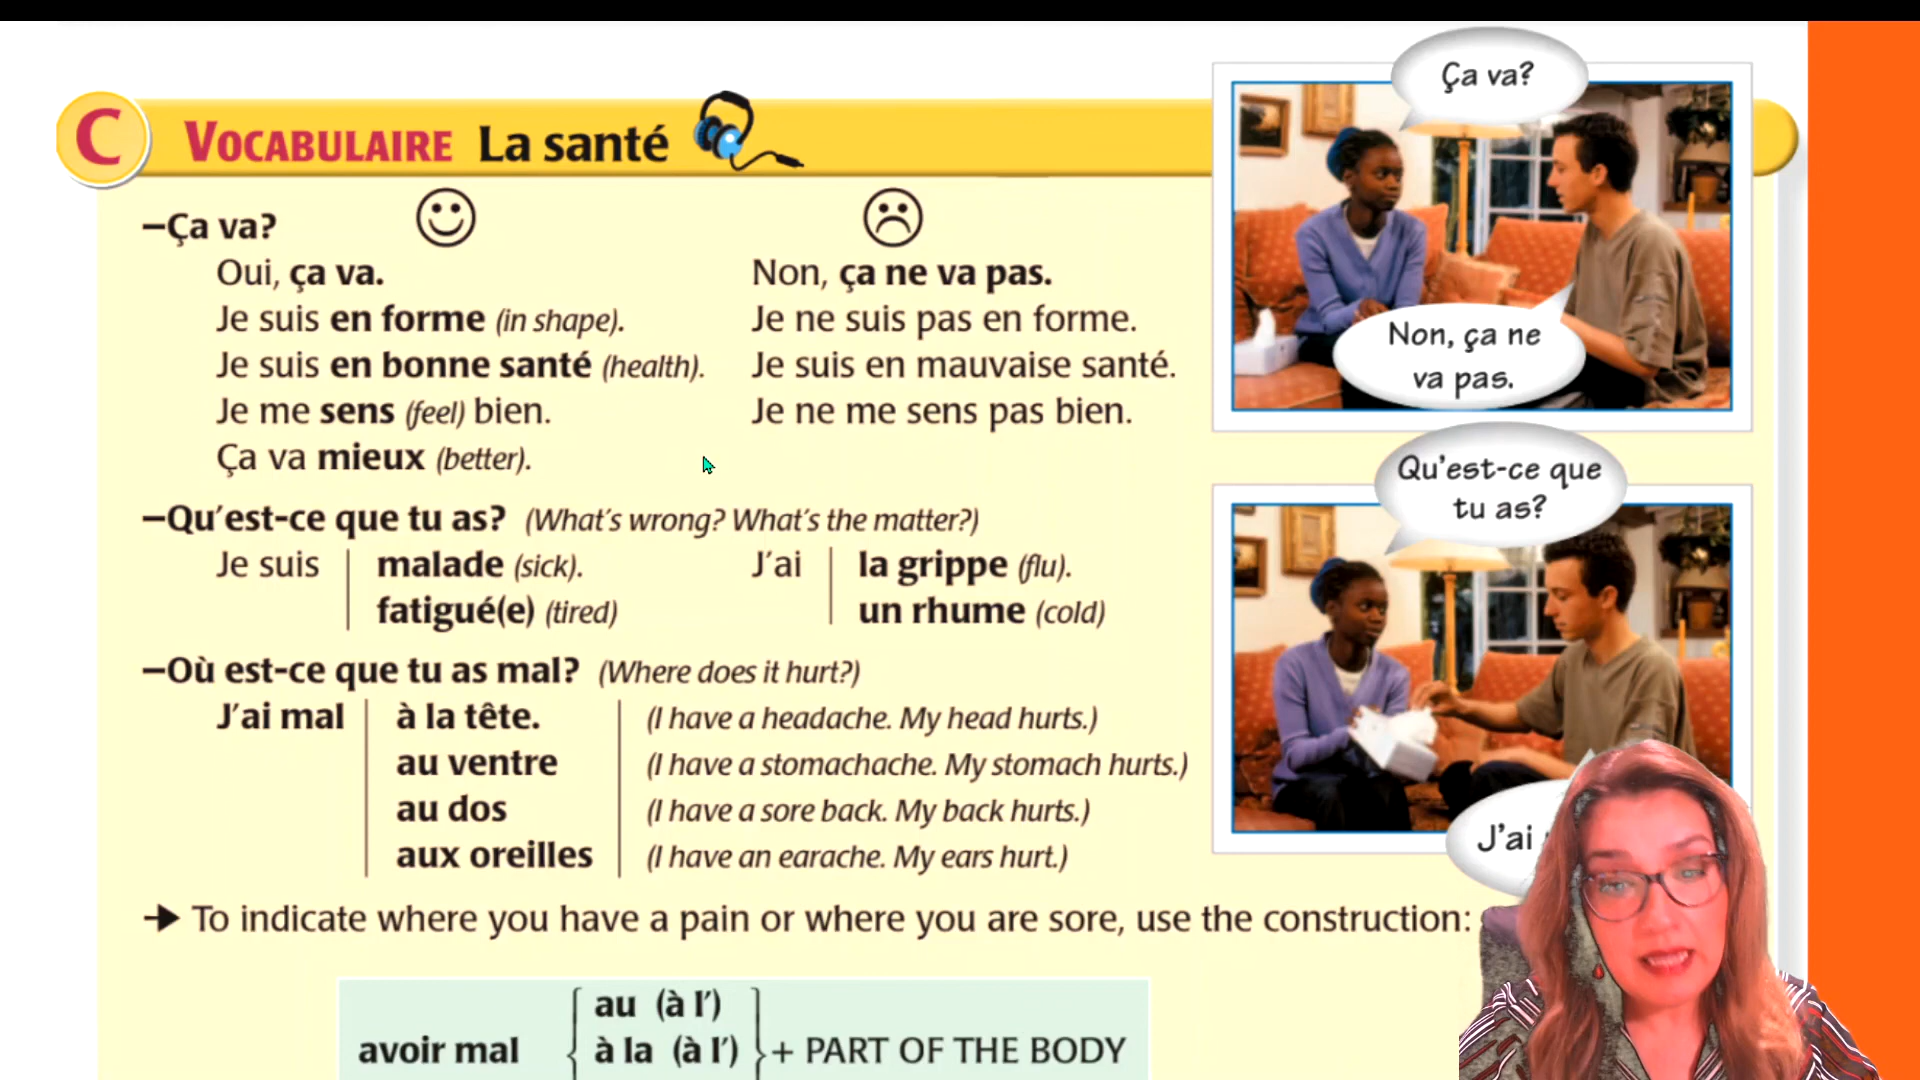 C VOCABULAIRE La santé
–Ça va?
Oui, ça va.
Non, ça ne va pas.
Je suis en forme (in shape).
Je ne suis pas en forme.
Je suis en bonne santé (health).
Je suis en mauvaise santé.
Je me sens (feel) bien.
Je ne me sens pas bien.
Ça va mieux (better).
–Qu'est-ce que tu as? (What's wrong? What's the matter?)
Je suis malade (sick).
fatigué(e) (tired)
J'ai la grippe (flu).
un rhume (cold)
–Où est-ce que tu as mal? (Where does it hurt?)
J'ai mal à la tête. (I have a headache. My head hurts.)
au ventre (I have a stomachache. My stomach hurts.)
au dos (I have a sore back. My back hurts.)
aux oreilles (I have an earache. My ears hurt.)
→ To indicate where you have a pain or where you are sore, use the construction:
au (à l')
avoir mal à la (à l') + PART OF THE BODY
Ça va?
Non, ça ne
va pas.
Qu'est-ce que
tu as?
J'ai